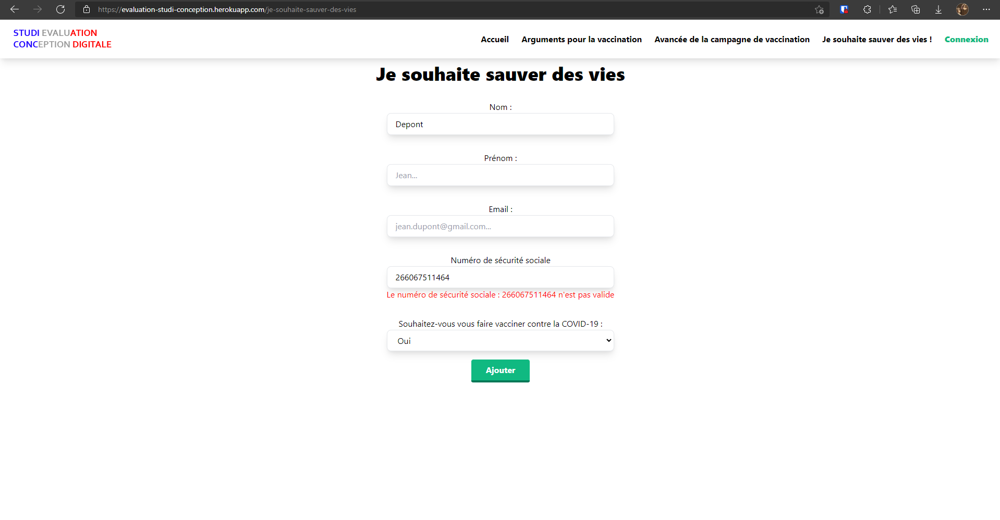 https://evaluation-studi-conception.herokuapp.com/je-souhaite-sauver-des-vies
STUDI EVALUATION
CONCEPTION DIGITALE
Accueil Arguments pour la vaccination Avancée de la campagne de vaccination Je souhaite sauver des vies ! Connexion
Je souhaite sauver des vies
Nom :
Depont
Prénom :
Jean...
Email :
jean.dupont@gmail.com...
Numéro de sécurité sociale
266067511464
Le numéro de sécurité sociale : 266067511464 n'est pas valide
Souhaitez-vous vous faire vacciner contre la COVID-19 :
Oui
Ajouter